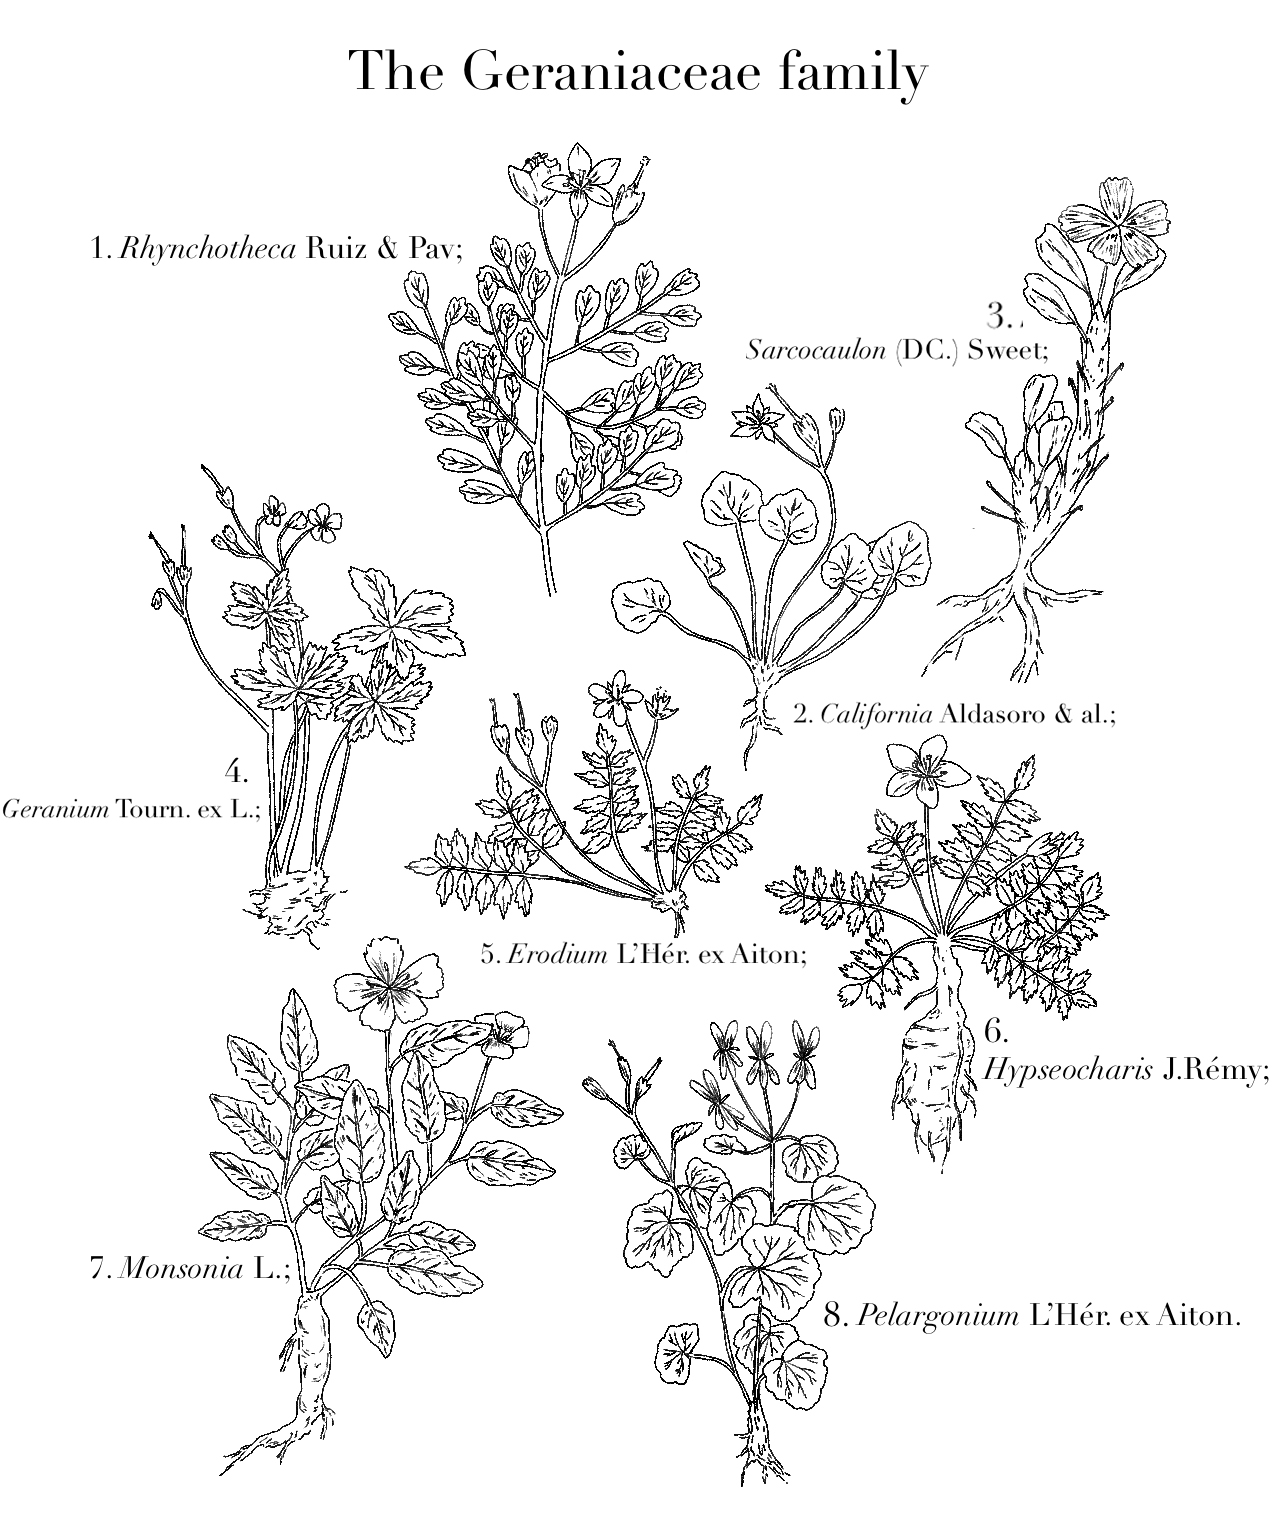 The Geraniaceae family
1. Rhynchotheca Ruiz & Pav;
3.
Sarcocaulon (DC.) Sweet;
2. California Aldasoro & al.;
4.
Geranium Tourn. ex L.;
5. Erodium L'Hér. ex Aiton;
6.
Hypseocharis J.Rémy;
7. Monsonia L.;
8. Pelargonium L'Hér. ex Aiton.